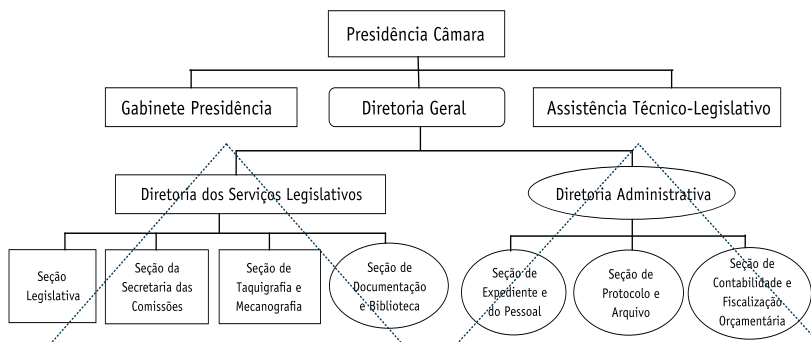 Presidência Câmara
Gabinete Presidência
Diretoria Geral
Assistência Técnico-Legislativo
Diretoria dos Serviços Legislativos
Diretoria Administrativa
Seção
Legislativa
Seção da
Secretaria das
Comissões
Seção de
Taquigrafia e
Mecanografia
Seção de
Documentação
e Biblioteca
Seção de
Expediente e
do Pessoal
Seção de
Protocolo e
Arquivo
Seção de
Contabilidade e
Fiscalização
Orçamentária